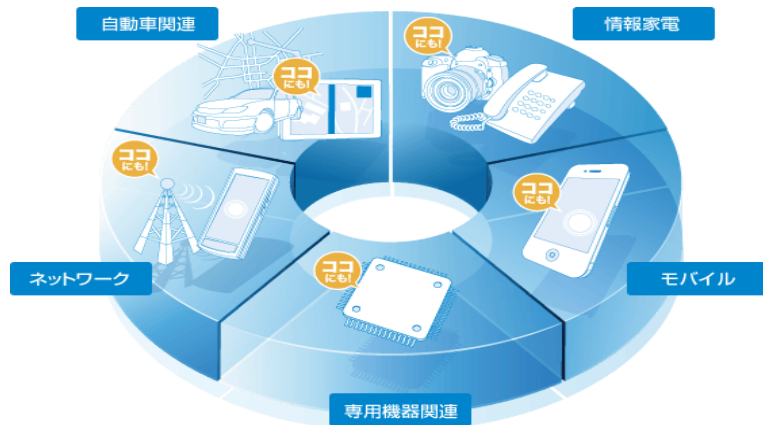 自動車関連
情報家電
ココ
にも!
ココ
にも!
ココ
にも!
ココ
にも!
ネットワーク
モバイル
ココ
にも!
専用機器関連